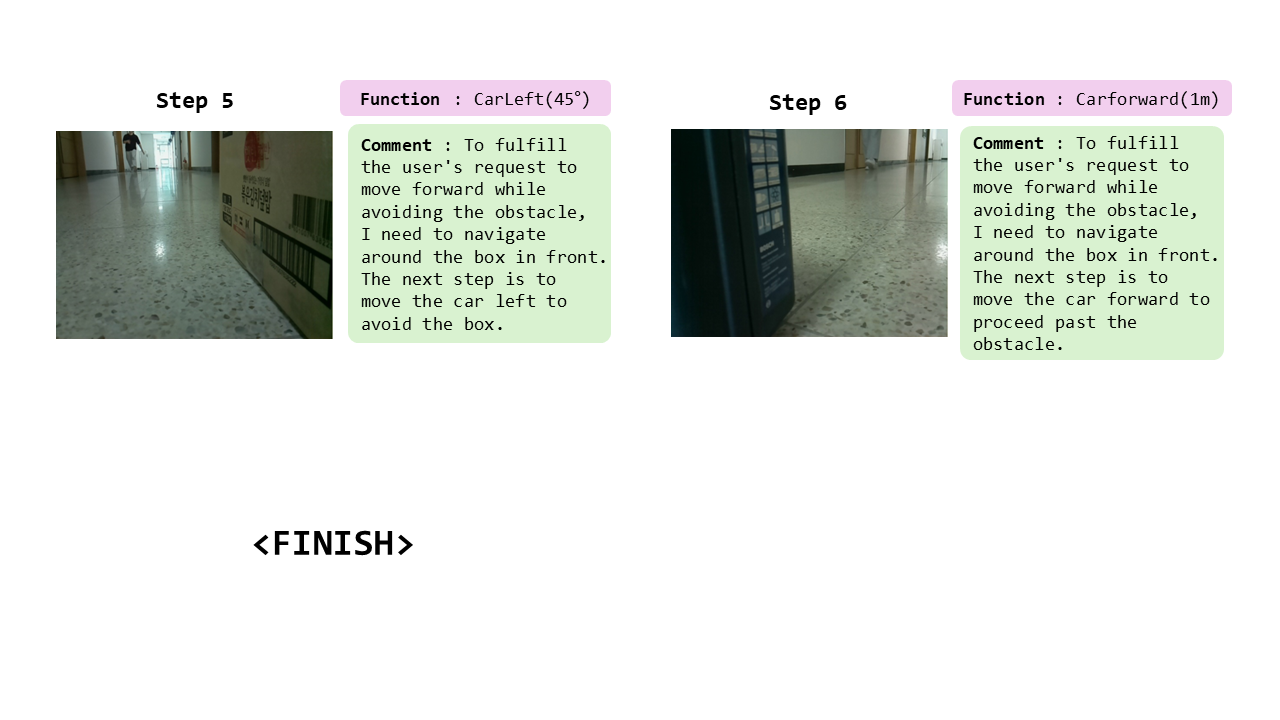 Step 5
Function : CarLeft(45°)
Comment : To fulfill
the user's request to
move forward while
avoiding the obstacle,
I need to navigate
around the box in front.
The next step is to
move the car left to
avoid the box.
Step 6
Function : Carforward(1m)
Comment : To fulfill
the user's request to
move forward while
avoiding the obstacle,
I need to navigate
around the box in front.
The next step is to
move the car forward to
proceed past the
obstacle.
<FINISH>